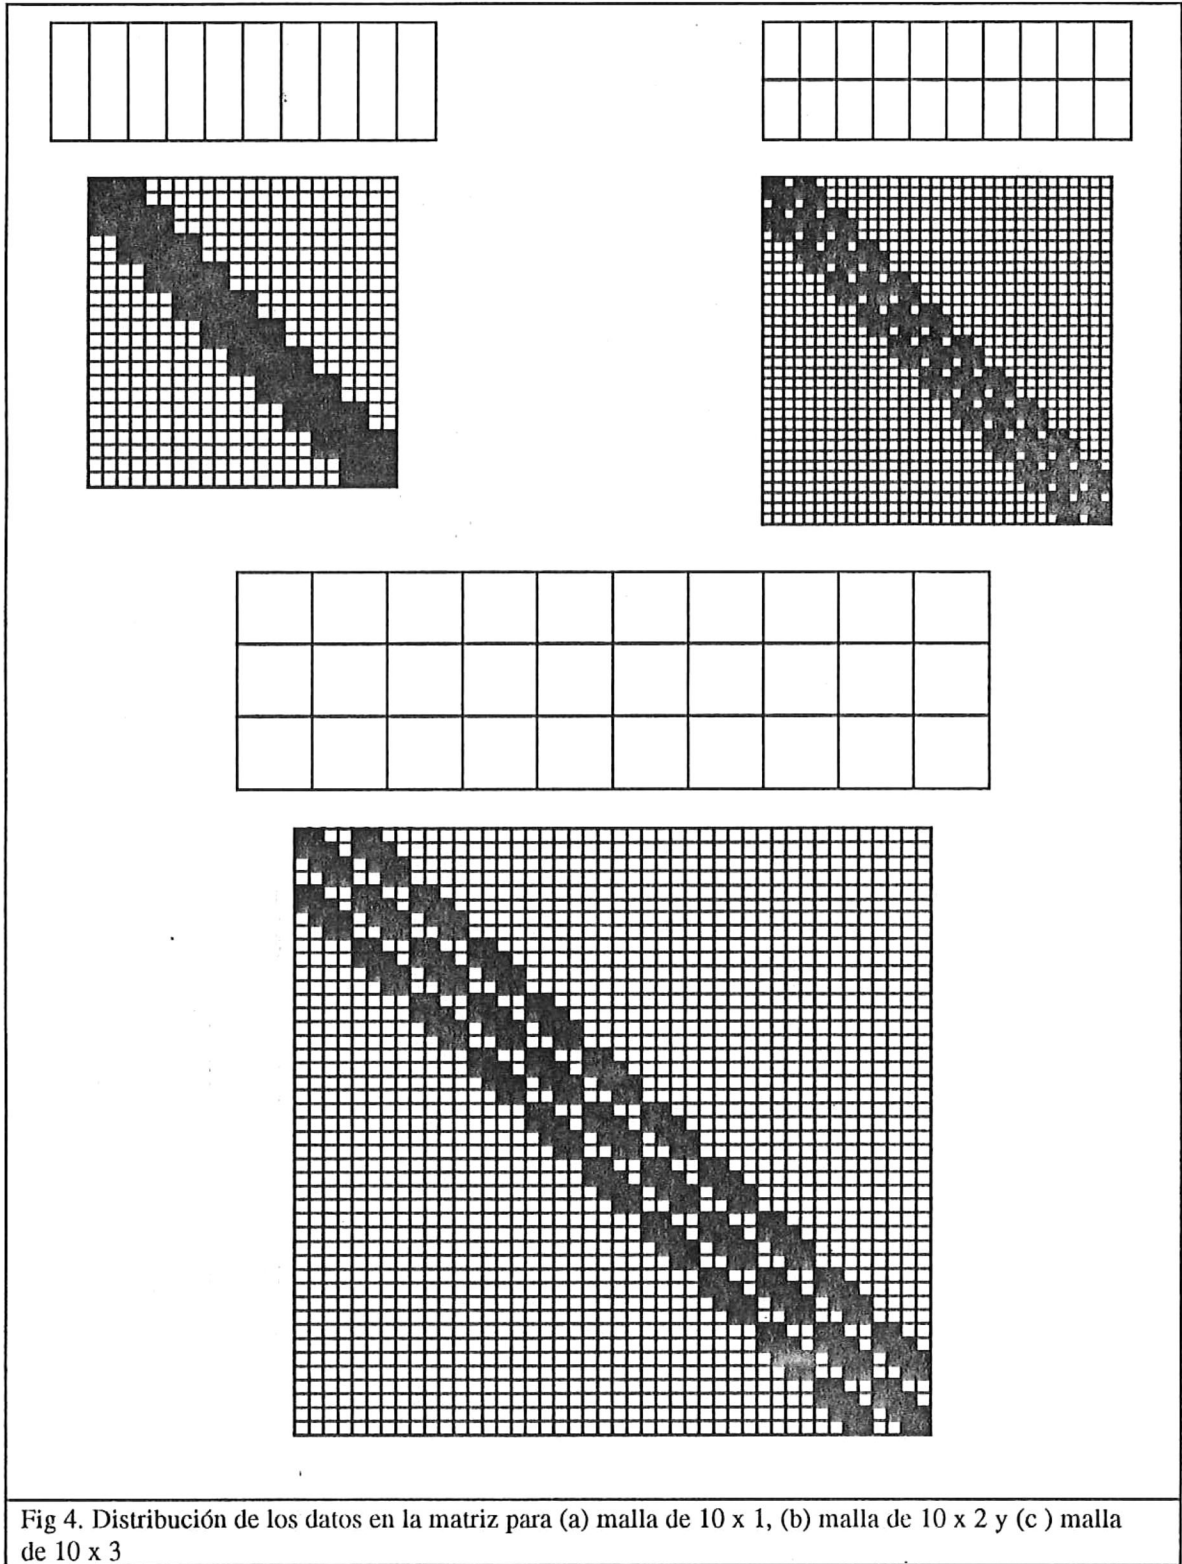 Fig 4. Distribución de los datos en la matriz para (a) malla de 10 x 1, (b) malla de 10 x 2 y (c ) malla
de 10 x 3